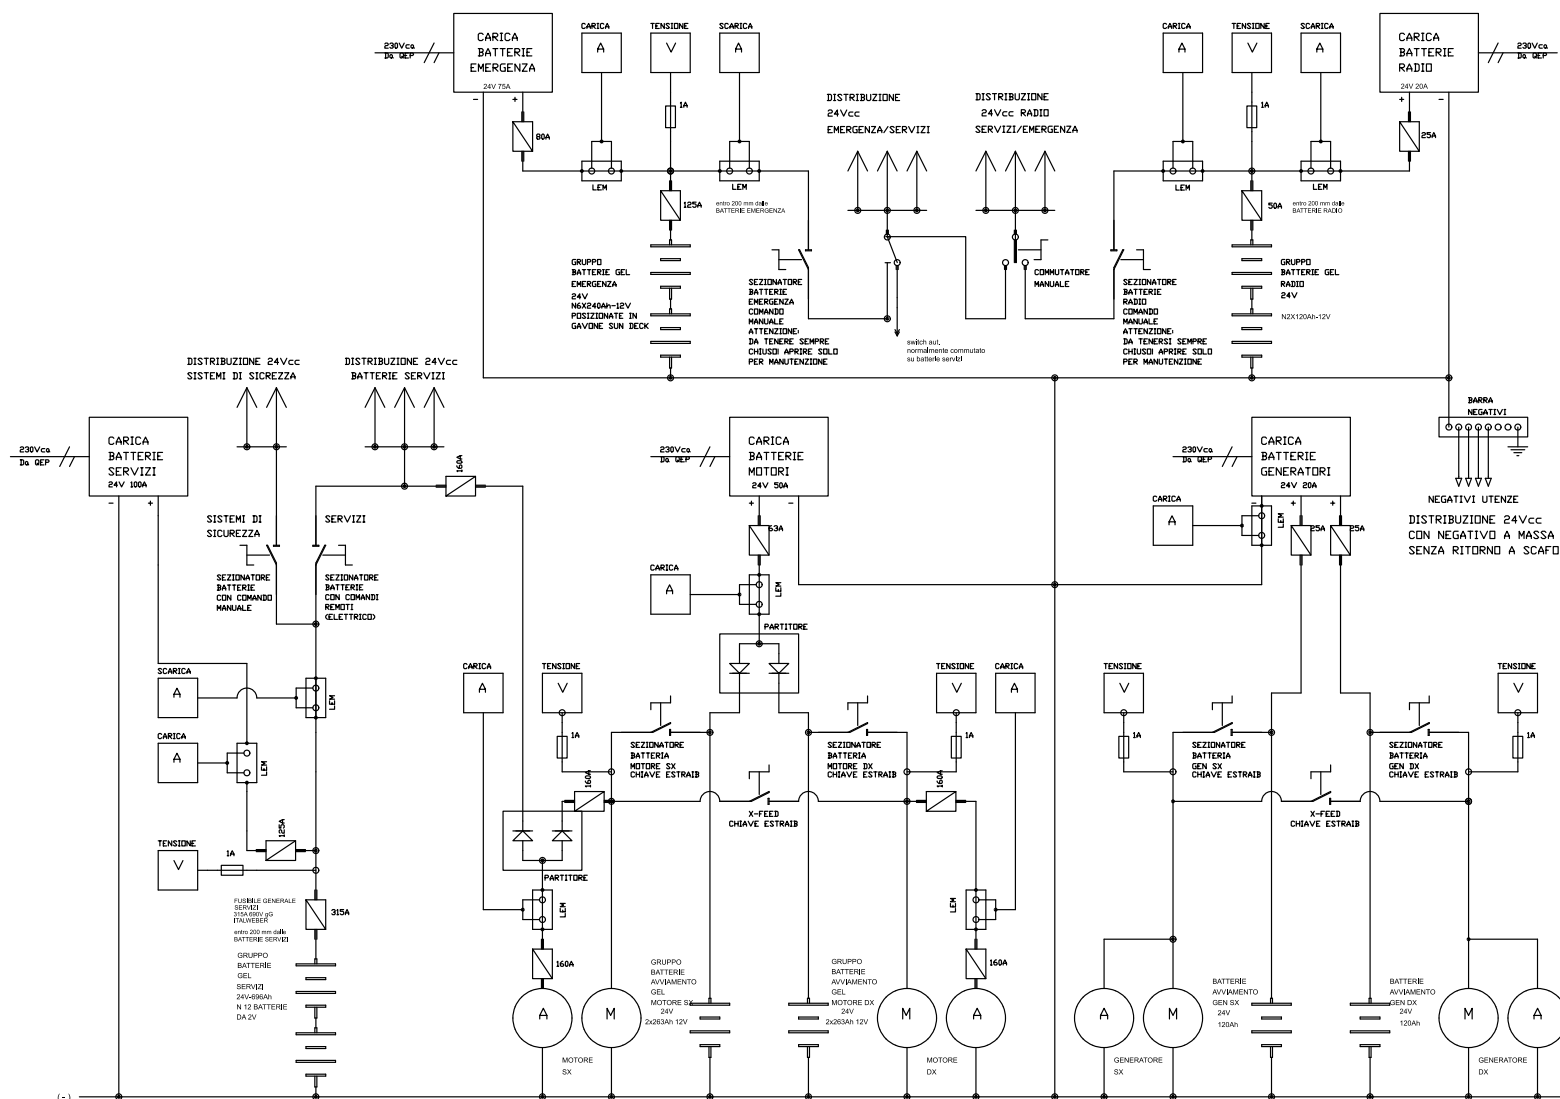 CARICA
BATTERIE
EMERGENZA
24V 75A
230Vca
Da QEP
-
+
80A
CARICA
A
TENSIONE
V
SCARICA
A
1A
LEM
LEM
125A
entro 200 mm dalle
BATTERIE EMERGENZA
GRUPPO
BATTERIE GEL
EMERGENZA
24V
N6X240Ah-12V
POSIZIONATE IN
GAVONE SUN DECK
DISTRIBUZIONE
24Vcc
EMERGENZA/SERVIZI
DISTRIBUZIONE
24Vcc RADIO
SERVIZI/EMERGENZA
SEZIONATORE
BATTERIE
EMERGENZA
COMANDO
MANUALE
ATTENZIONE:
DA TENERE SEMPRE
CHIUSO! APRIRE SOLO
PER MANUTENZIONE
switch aut.
normalmente commutato
su batterie servizi
COMMUTATORE
MANUALE
SEZIONATORE
BATTERIE
RADIO
COMANDO
MANUALE
ATTENZIONE:
DA TENERSI SEMPRE
CHIUSO! APRIRE SOLO
PER MANUTENZIONE
CARICA
A
TENSIONE
V
SCARICA
A
1A
LEM
LEM
50A
entro 200 mm dalle
BATTERIE RADIO
GRUPPO
BATTERIE GEL
RADIO
24V
N2X120Ah-12V
CARICA
BATTERIE
RADIO
24V 20A
230Vca
Da QEP
+
-
25A
DISTRIBUZIONE 24Vcc
SISTEMI DI SICREZZA
DISTRIBUZIONE 24Vcc
BATTERIE SERVIZI
CARICA
BATTERIE
SERVIZI
24V 100A
230Vca
Da QEP
-
+
160A
SISTEMI DI
SICUREZZA
SERVIZI
SEZIONATORE
BATTERIE
CON COMANDO
MANUALE
SEZIONATORE
BATTERIE
CON COMANDI
REMOTI
(ELETTRICO)
SCARICA
A
LEM
CARICA
A
LEM
125A
TENSIONE
V
1A
FUSIBILE GENERALE
SERVIZI
315A 690V gG
ITALWEBER
entro 200 mm dalle
BATTERIE SERVIZI
315A
GRUPPO
BATTERIE
GEL
SERVIZI
24V-696Ah
N 12 BATTERIE
DA 2V
CARICA
BATTERIE
MOTORI
24V 50A
230Vca
Da QEP
+
-
63A
CARICA
A
LEM
PARTITORE
CARICA
A
TENSIONE
V
1A
160A
SEZIONATORE
BATTERIA
MOTORE SX
CHIAVE ESTRAIB
SEZIONATORE
BATTERIA
MOTORE DX
CHIAVE ESTRAIB
TENSIONE
V
1A
CARICA
A
160A
X-FEED
CHIAVE ESTRAIB
PARTITORE
LEM
160A
A
M
MOTORE
SX
GRUPPO
BATTERIE
AVVIAMENTO
GEL
MOTORE SX
24V
2x263Ah 12V
GRUPPO
BATTERIE
AVVIAMENTO
GEL
MOTORE DX
24V
2x263Ah 12V
LEM
160A
M
A
MOTORE
DX
CARICA
BATTERIE
GENERATORI
24V 20A
230Vca
Da QEP
-
+
+
CARICA
A
LEM
25A
25A
BARRA
NEGATIVI
NEGATIVI UTENZE
DISTRIBUZIONE 24Vcc
CON NEGATIVO A MASSA
SENZA RITORNO A SCAFO
TENSIONE
V
1A
SEZIONATORE
BATTERIA
GEN SX
CHIAVE ESTRAIB
SEZIONATORE
BATTERIA
GEN DX
CHIAVE ESTRAIB
TENSIONE
V
1A
X-FEED
CHIAVE ESTRAIB
A
M
GENERATORE
SX
BATTERIE
AVVIAMENTO
GEN SX
24V
120Ah
BATTERIE
AVVIAMENTO
GEN DX
24V
120Ah
M
A
GENERATORE
DX
(-)